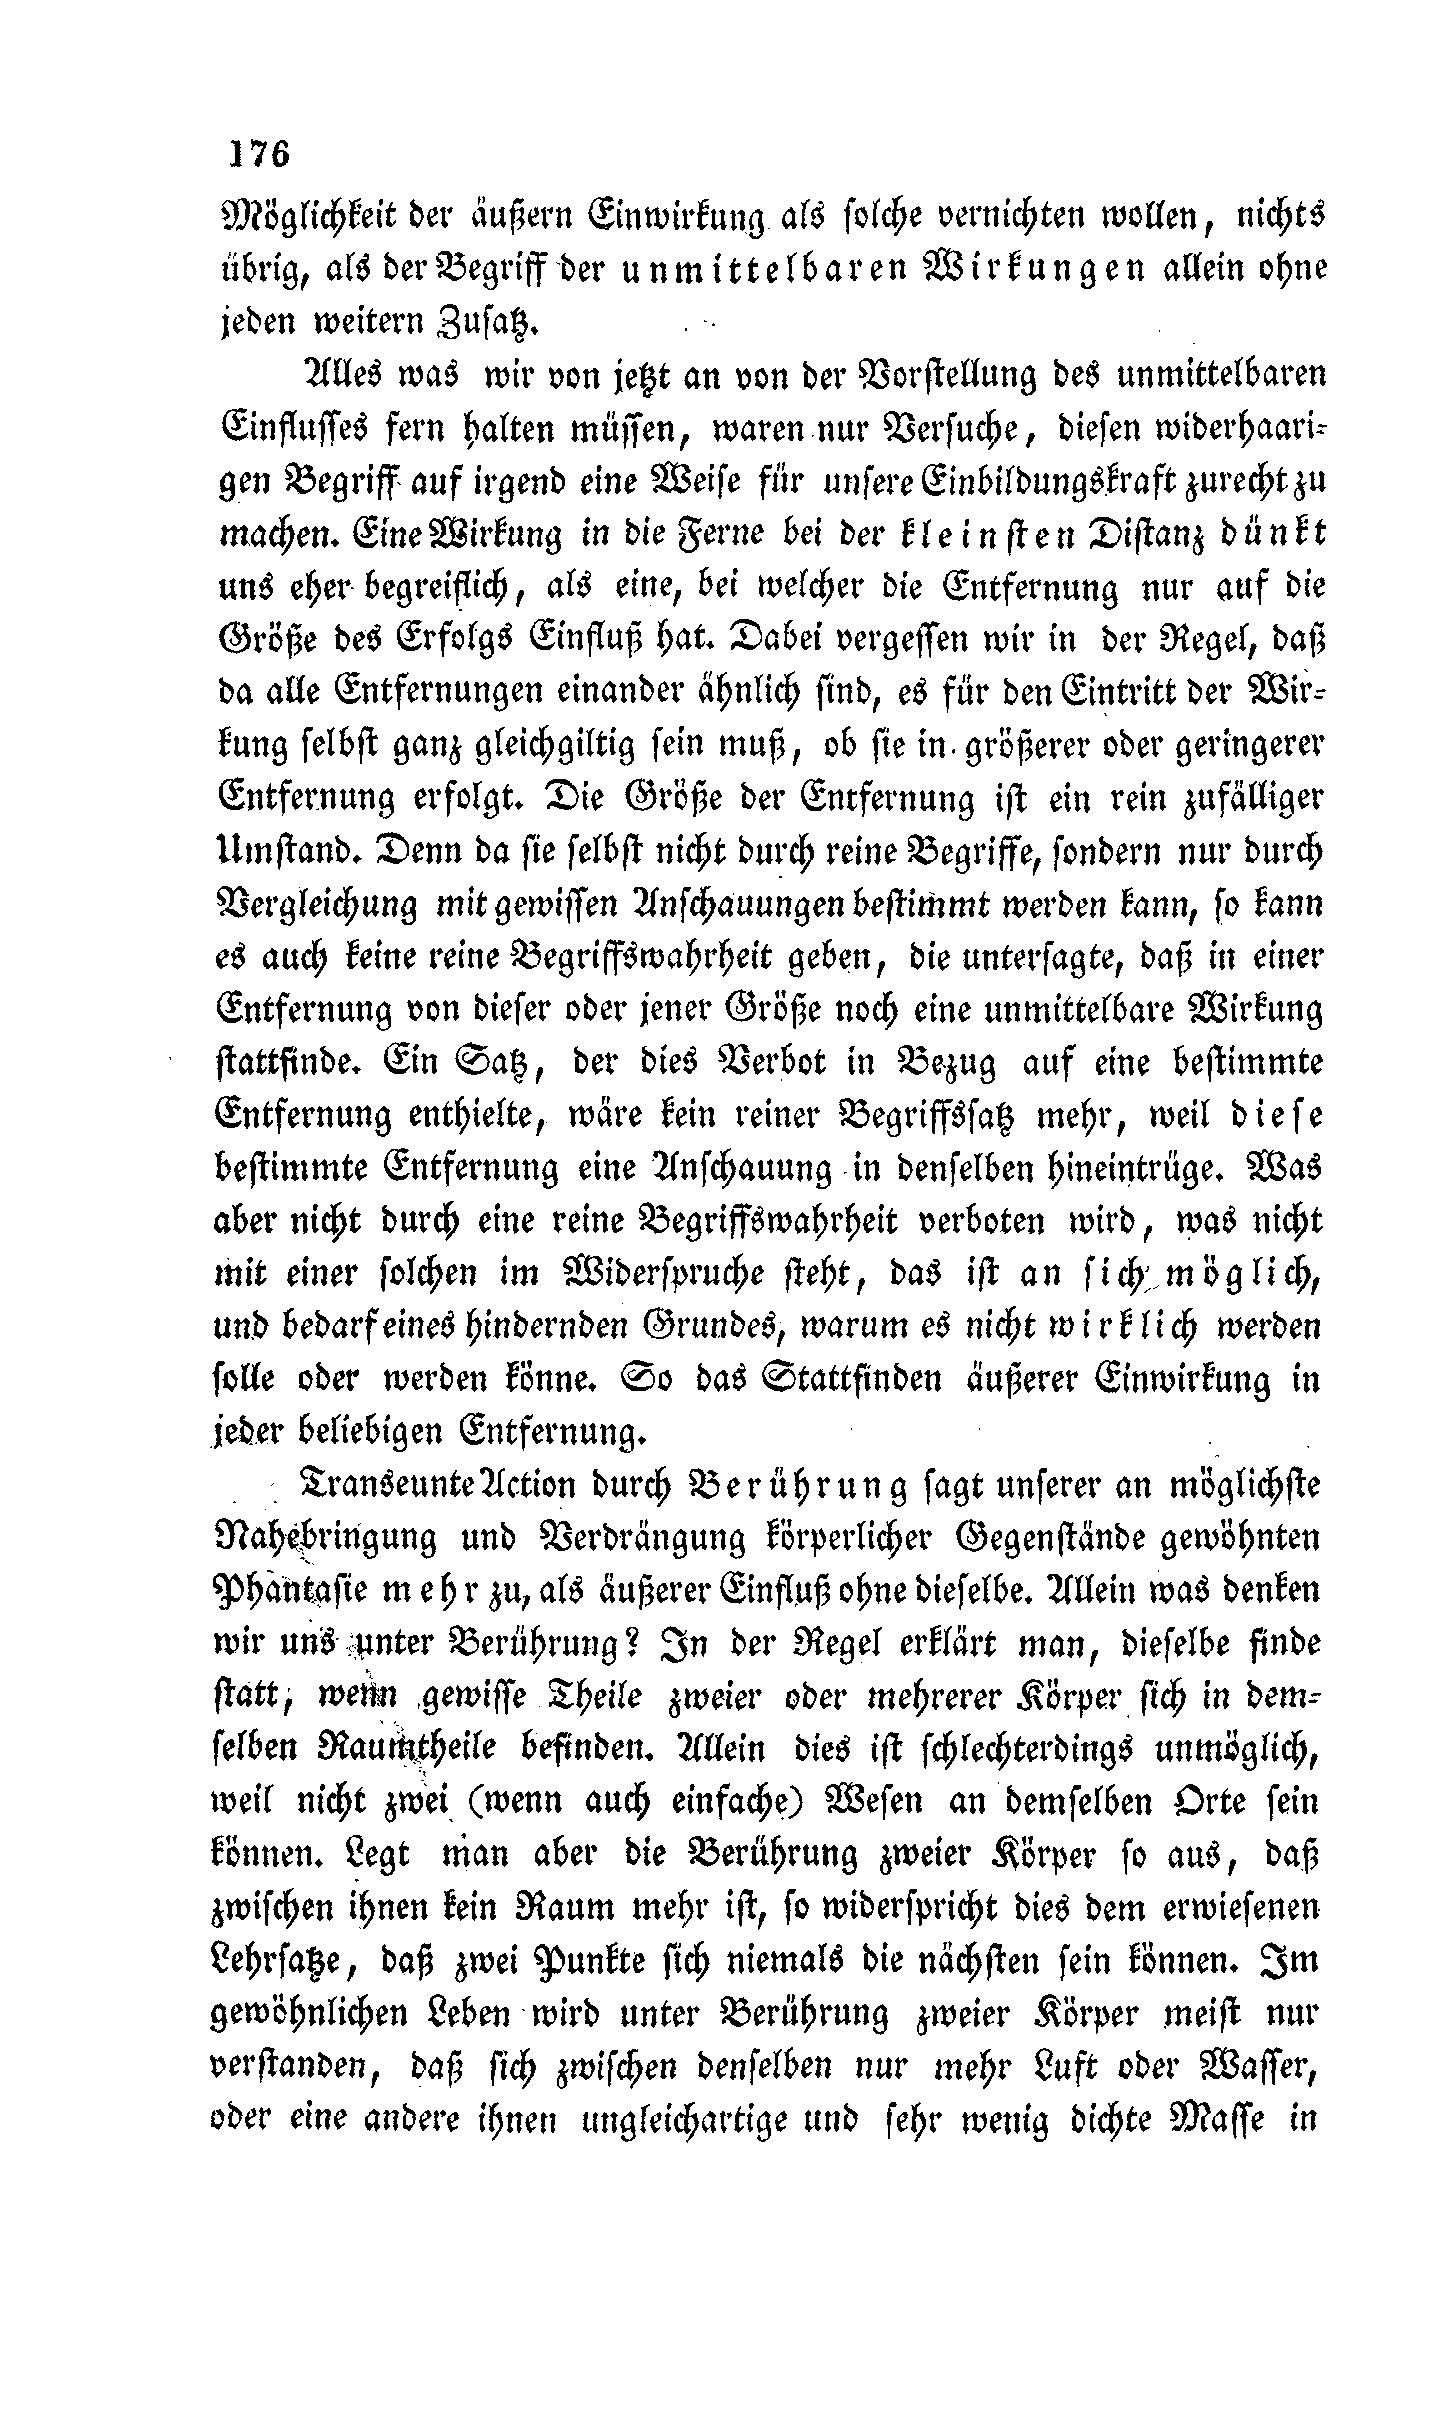 176
Möglichkeit der äußern Einwirkung als solche vernichten wollen, nichts
übrig, als der Begriff der unmittelbaren Wirkungen allein ohne
jeden weitern Zusatz.
Alles was wir von jetzt an von der Vorstellung des unmittelbaren
Einflusses fern halten müssen, waren nur Versuche, diesen widerhaari-
gen Begriff auf irgend eine Weise für unsere Einbildungskraft zurecht zu
machen. Eine Wirkung in die Ferne bei der kleinsten Distanz dünkt
uns eher begreiflich, als eine, bei welcher die Entfernung nur auf die
Größe des Erfolgs Einfluß hat. Dabei vergessen wir in der Regel, daß
da alle Entfernungen einander ähnlich sind, es für den Eintritt der Wir-
kung selbst ganz gleichgiltig sein muß, ob sie in größerer oder geringerer
Entfernung erfolgt. Die Größe der Entfernung ist ein rein zufälliger
Umstand. Denn da sie selbst nicht durch reine Begriffe, sondern nur durch
Vergleichung mit gewissen Anschauungen bestimmt werden kann, so kann
es auch keine reine Begriffswahrheit geben, die untersagte, daß in einer
Entfernung von dieser oder jener Größe noch eine unmittelbare Wirkung
stattfinde. Ein Satz, der dies Verbot in Bezug auf eine bestimmte
Entfernung enthielte, wäre kein reiner Begriffssatz mehr, weil diese
bestimmte Entfernung eine Anschauung in denselben hineintrüge. Was
aber nicht durch eine reine Begriffswahrheit verboten wird, was nicht
mit einer solchen im Widerspruche steht, das ist an sich möglich,
und bedarf eines hindernden Grundes, warum es nicht wirklich werden
solle oder werden könne. So das Stattfinden äußerer Einwirkung in
jeder beliebigen Entfernung.
Transeunte Action durch Berührung sagt unserer an möglichste
Nahebringung und Verdrängung körperlicher Gegenstände gewöhnten
Phantasie mehr zu, als äußerer Einfluß ohne dieselbe. Allein was denken
wir uns unter Berührung? In der Regel erklärt man, dieselbe finde
statt, wenn gewisse Theile zweier oder mehrerer Körper sich in dem-
selben Raumtheile befinden. Allein dies ist schlechterdings unmöglich,
weil nicht zwei (wenn auch einfache) Wesen an demselben Orte sein
können. Legt man aber die Berührung zweier Körper so aus, daß
zwischen ihnen kein Raum mehr ist, so widerspricht dies dem erwiesenen
Lehrsatze, daß zwei Punkte sich niemals die nächsten sein können. Im
gewöhnlichen Leben wird unter Berührung zweier Körper meist nur
verstanden, daß sich zwischen denselben nur mehr Luft oder Wasser,
oder eine andere ihnen ungleichartige und sehr wenig dichte Masse in